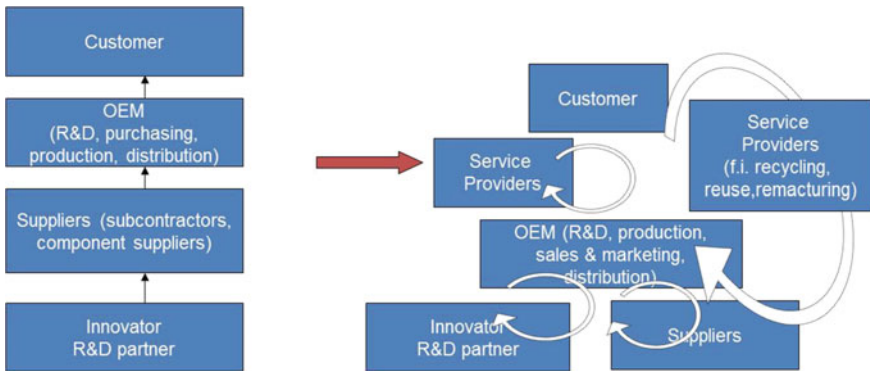 Customer
OEM
(R&D, purchasing,
production, distribution)
Suppliers (subcontractors,
component suppliers)
Innovator
R&D partner
Customer
Service
Providers
(f.i. recycling,
reuse,remacturing)
Service
Providers
OEM (R&D, production,
sales & marketing,
distribution)
Innovator
R&D partner
Suppliers